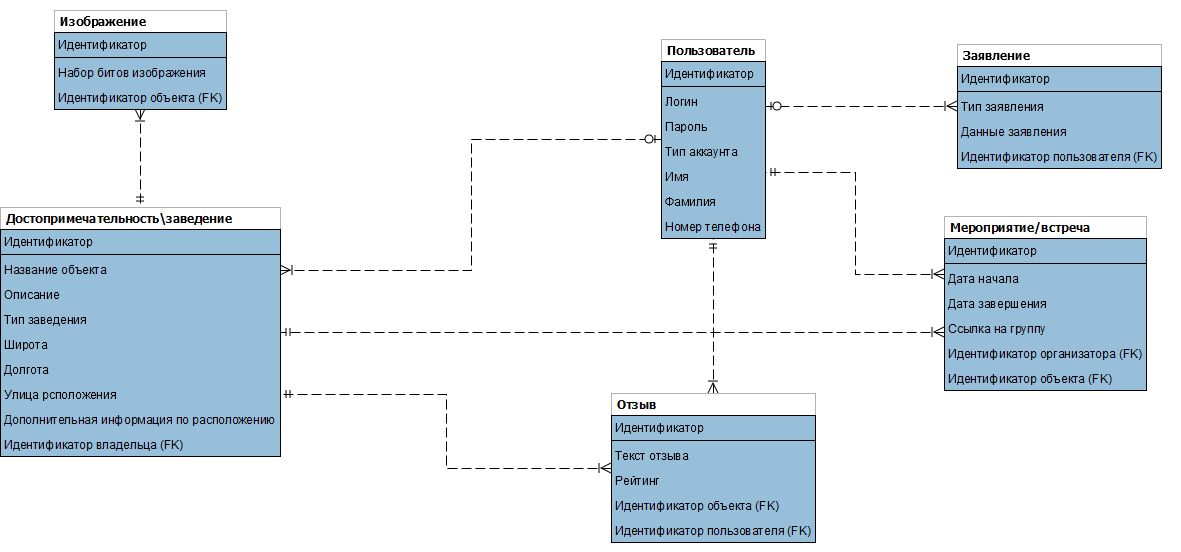 Изображение
Идентификатор
Набор битов изображения
Идентификатор объекта (FK)
Пользователь
Идентификатор
Логин
Пароль
Тип аккаунта
Имя
Фамилия
Номер телефона
Заявление
Идентификатор
Тип заявления
Данные заявления
Идентификатор пользователя (FK)
Достопримечательность\заведение
Идентификатор
Название объекта
Описание
Тип заведения
Широта
Долгота
Улица рсположения
Дополнительная информация по расположению
Идентификатор владельца (FK)
Мероприятие/встреча
Идентификатор
Дата начала
Дата завершения
Ссылка на группу
Идентификатор организатора (FK)
Идентификатор объекта (FK)
Отзыв
Идентификатор
Текст отзыва
Рейтинг
Идентификатор объекта (FK)
Идентификатор пользователя (FK)